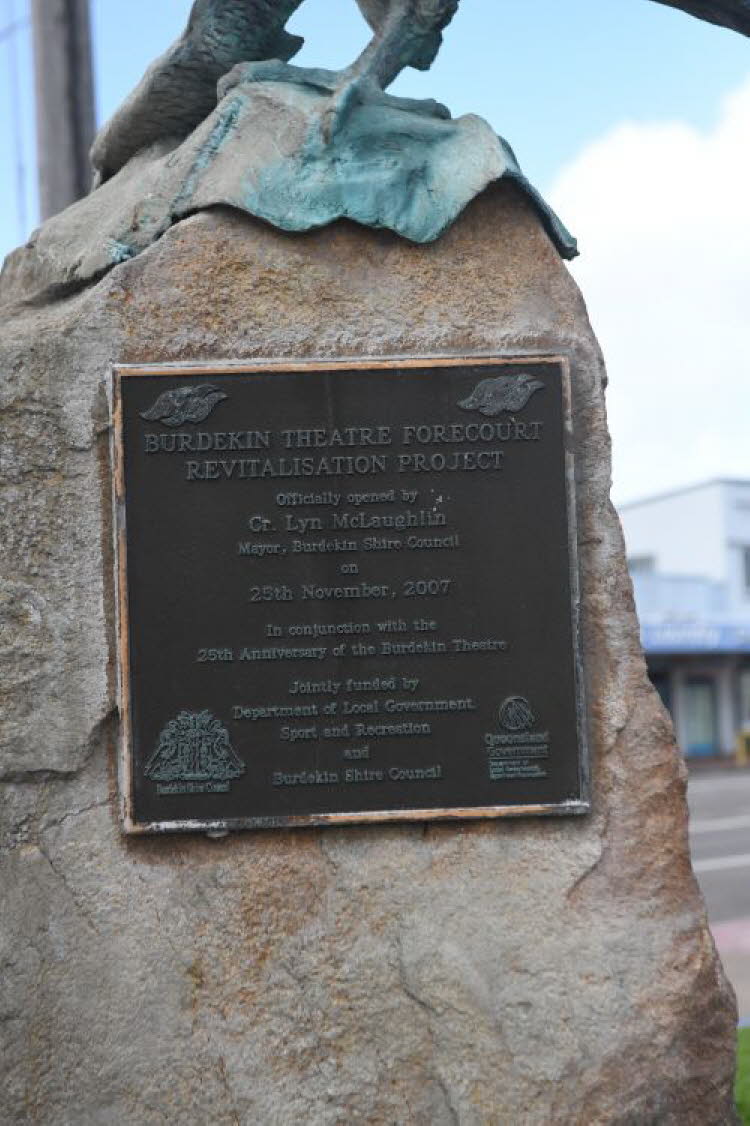 BURDEKIN THEATRE FORECOURT
REVITALISATION PROJECT
Officially opened by
Cr. Lyn McLaughlin
Mayor, Burdekin Shire Council
on
25th November, 2007
In conjunction with the
25th Anniversary of the Burdekin Theatre
Jointly funded by
Department of Local Government
Sport and Recreation
and
Burdekin Shire Council
Burdekin Shire Council
Queensland
Government